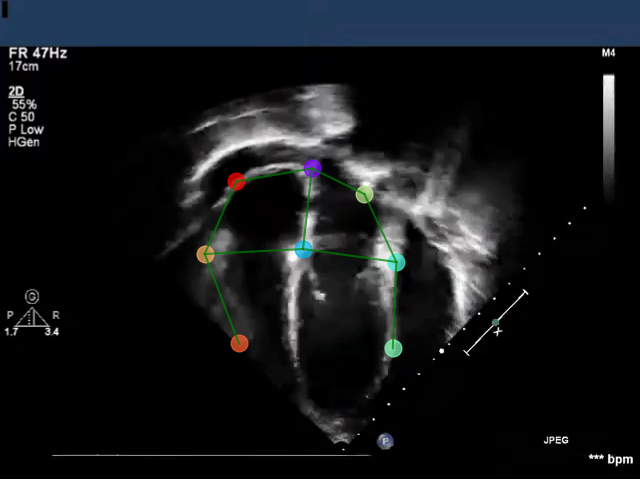 FR 47Hz
17cm
2D
55%
C 50
P Low
HGen
M4
G
P R
1.7 3.4
P
JPEG
*** bpm